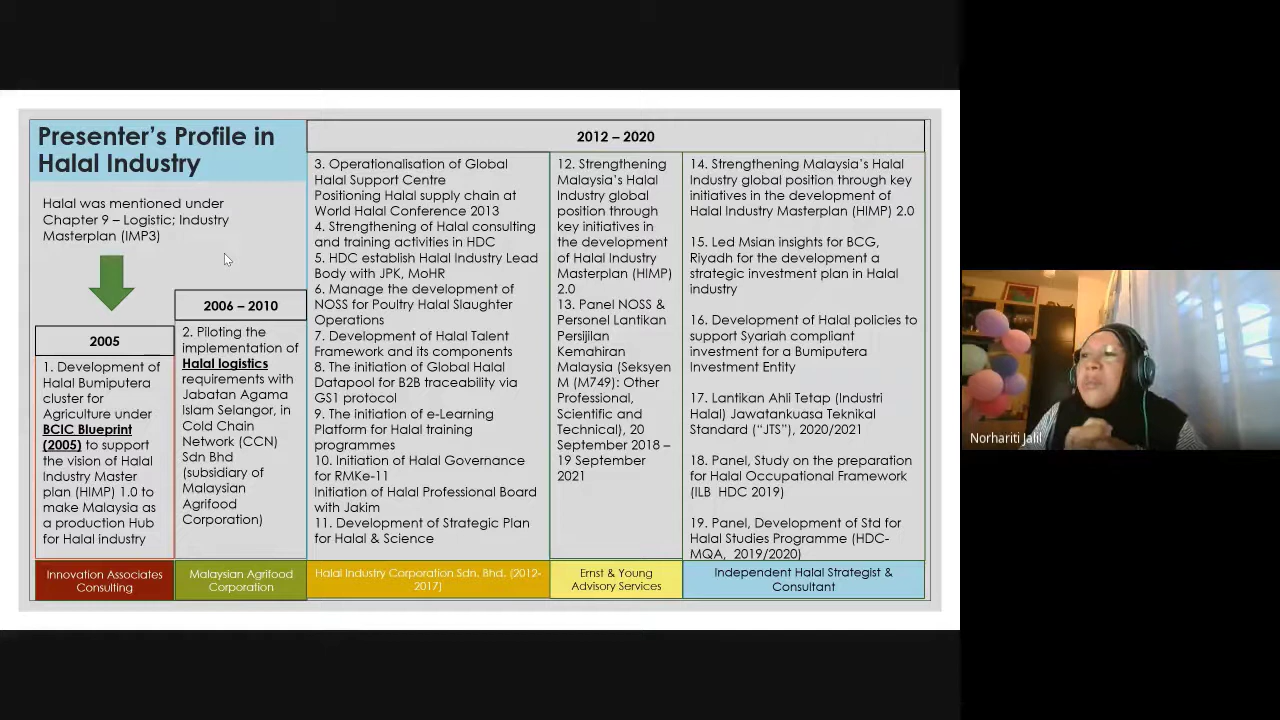 Presenter's Profile in
Halal Industry
Halal was mentioned under
Chapter 9 – Logistic; Industry
Masterplan (IMP3)
2005
1. Development of
Halal Bumiputera
cluster for
Agriculture under
BCIC Blueprint
(2005) to support
the vision of Halal
Industry Master
plan (HIMP) 1.0 to
make Malaysia as
a production Hub
for Halal industry
Innovation Associates
Consulting
2006 – 2010
2. Piloting the
implementation of
Halal logistics
requirements with
Jabatan Agama
Islam Selangor, in
Cold Chain
Network (CCN)
Sdn Bhd
(subsidiary of
Malaysian
Agrifood
Corporation)
Malaysian Agrifood
Corporation
2012 – 2020
3. Operationalisation of Global
Halal Support Centre
Positioning Halal supply chain at
World Halal Conference 2013
4. Strengthening of Halal consulting
and training activities in HDC
5. HDC establish Halal Industry Lead
Body with JPK, MoHR
6. Manage the development of
NOSS for Poultry Halal Slaughter
Operations
7. Development of Halal Talent
Framework and its components
8. The initiation of Global Halal
Datapool for B2B traceability via
GS1 protocol
9. The initiation of e-Learning
Platform for Halal training
programmes
10. Initiation of Halal Governance
for RMKe-11
Initiation of Halal Professional Board
with Jakim
11. Development of Strategic Plan
for Halal & Science
Halal Industry Corporation Sdn. Bhd. (2012-
2017)
12. Strengthening
Malaysia's Halal
Industry global
position through
key initiatives in
the development
of Halal Industry
Masterplan (HIMP)
2.0
13. Panel NOSS &
Personel Lantikan
Persijilan
Kemahiran
Malaysia (Seksyen
M (M749): Other
Professional,
Scientific and
Technical), 20
September 2018 –
19 September
2021
Ernst & Young
Advisory Services
14. Strengthening Malaysia's Halal
Industry global position through key
initiatives in the development of
Halal Industry Masterplan (HIMP) 2.0
15. Led Msian insights for BCG,
Riyadh for the development a
strategic investment plan in Halal
industry
16. Development of Halal policies to
support Syariah compliant
investment for a Bumiputera
Investment Entity
17. Lantikan Ahli Tetap (Industri
Halal) Jawatankuasa Teknikal
Standard ("JTS"), 2020/2021
18. Panel, Study on the preparation
for Halal Occupational Framework
(ILB HDC 2019)
19. Panel, Development of Std for
Halal Studies Programme (HDC-
MQA, 2019/2020)
Independent Halal Strategist &
Consultant
Norhariti Jalil